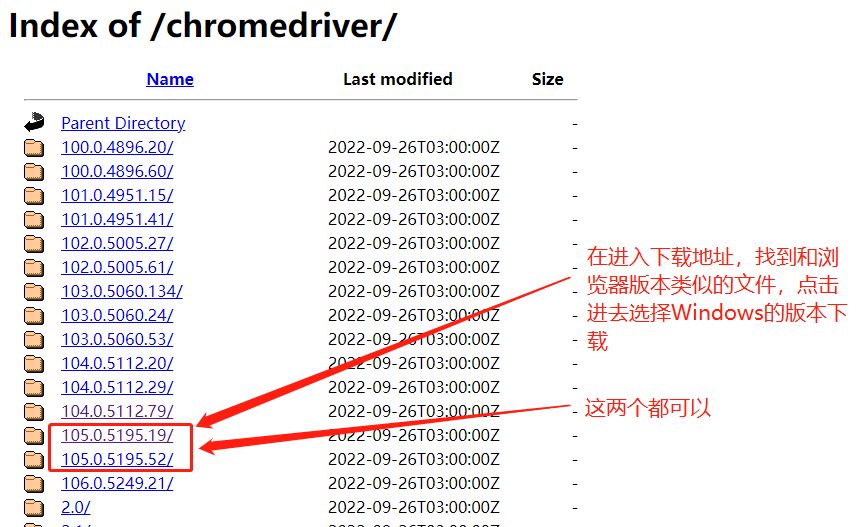 Index of /chromedriver/
Name Last modified Size
Parent Directory -
100.0.4896.20/ 2022-09-26T03:00:00Z -
100.0.4896.60/ 2022-09-26T03:00:00Z -
101.0.4951.15/ 2022-09-26T03:00:00Z -
101.0.4951.41/ 2022-09-26T03:00:00Z -
102.0.5005.27/ 2022-09-26T03:00:00Z -
102.0.5005.61/ 2022-09-26T03:00:00Z -
103.0.5060.134/ 2022-09-26T03:00:00Z -
103.0.5060.24/ 2022-09-26T03:00:00Z -
103.0.5060.53/ 2022-09-26T03:00:00Z -
104.0.5112.20/ 2022-09-26T03:00:00Z -
104.0.5112.29/ 2022-09-26T03:00:00Z -
104.0.5112.79/ 2022-09-26T03:00:00Z -
105.0.5195.19/ 2022-09-26T03:00:00Z -
105.0.5195.52/ 2022-09-26T03:00:00Z -
106.0.5249.21/ 2022-09-26T03:00:00Z -
2.0/ 2022-09-26T03:00:00Z -
在进入下载地址，找到和浏
览器版本类似的文件，点击
进去选择Windows的版本下
载
这两个都可以